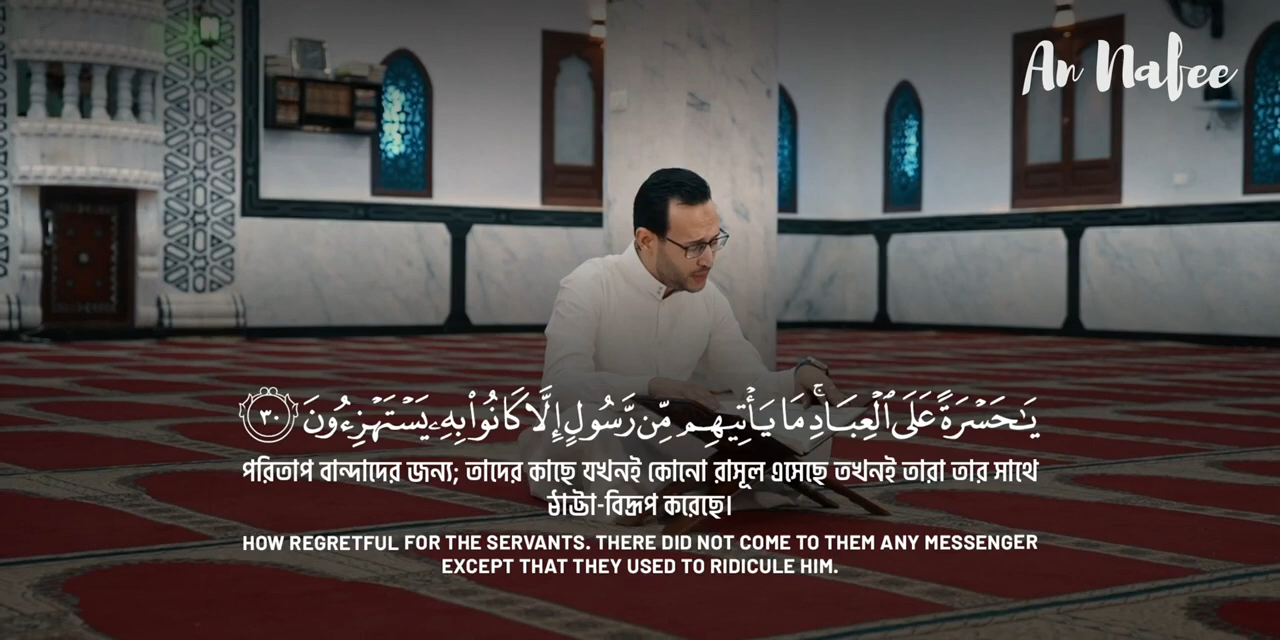 An Nafee
يَـٰحَسْرَةً عَلَى ٱلْعِبَادِ ۚ مَا يَأْتِيهِم مِّن رَّسُولٍ إِلَّا كَانُوا۟ بِهِۦ يَسْتَهْزِءُونَ ٣٠
পরিতাপ বান্দাদের জন্য; তাদের কাছে যখনই কোনো রাসূল এসেছে তখনই তারা তার সাথে
ঠাট্টা-বিদ্রূপ করেছে।
HOW REGRETFUL FOR THE SERVANTS. THERE DID NOT COME TO THEM ANY MESSENGER
EXCEPT THAT THEY USED TO RIDICULE HIM.